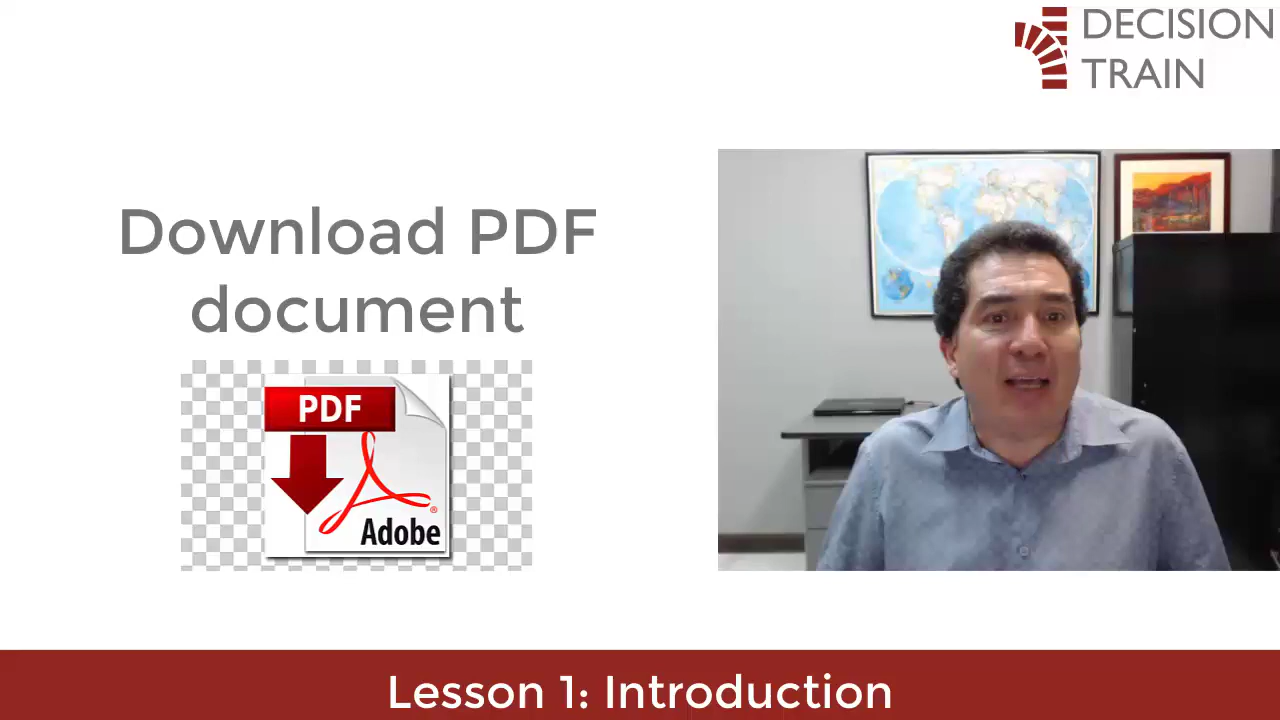 DECISION
TRAIN
Download PDF
document
PDF
Adobe
Lesson 1: Introduction